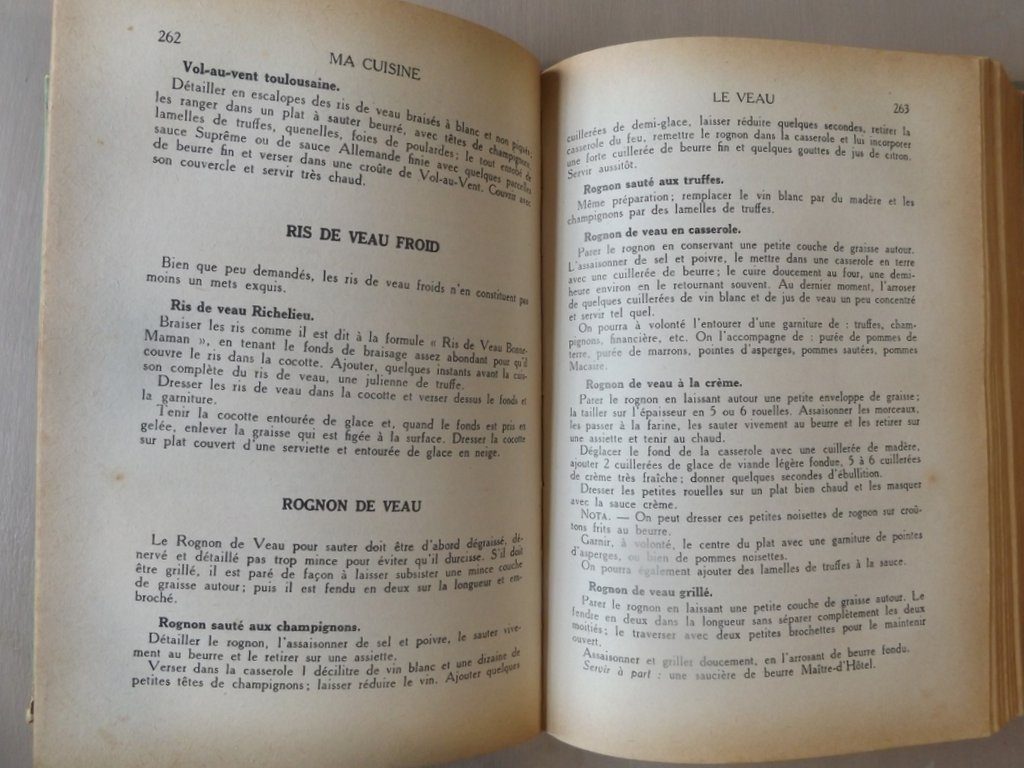 262
MA CUISINE
Vol-au-vent toulousaine.
Détailler en escalopes des ris de veau braisés à blanc et non piqués,
les ranger dans un plat à sauter beurré, avec têtes de champignons,
lamelles de truffes, quenelles, foies de poulardes; le tout enrobé de
sauce Suprême ou de sauce Allemande finie avec quelques parcelles
de beurre fin et verser dans une croûte de Vol-au-Vent. Couvrir avec
son couvercle et servir très chaud.
RIS DE VEAU FROID
Bien que peu demandés, les ris de veau froids n'en constituent pas
moins un mets exquis.
Ris de veau Richelieu.
Braiser les ris comme il est dit à la formule « Ris de Veau Bonne-
Maman », en tenant le fonds de braisage assez abondant pour qu'il
couvre le ris dans la cocotte. Ajouter, quelques instants avant la cuis-
son complète du ris de veau, une julienne de truffe.
Dresser les ris de veau dans la cocotte et verser dessus le fonds et
la garniture.
Tenir la cocotte entourée de glace et, quand le fonds est pris en
gelée, enlever la graisse qui est figée à la surface. Dresser la cocotte
sur plat couvert d'une serviette et entourée de glace en neige.
ROGNON DE VEAU
Le Rognon de Veau pour sauter doit être d'abord dégraissé, dé-
nervé et détaillé pas trop mince pour éviter qu'il durcisse. S'il doit
être grillé, il est paré de façon à laisser subsister une mince couche
de graisse autour; puis il est fendu en deux sur la longueur et em-
broché.
Rognon sauté aux champignons.
Détailler le rognon, l'assaisonner de sel et poivre, le sauter vive-
ment au beurre et le retirer sur une assiette.
Verser dans la casserole 1 décilitre de vin blanc et une dizaine de
petites têtes de champignons; laisser réduire le vin. Ajouter quelques
LE VEAU
263
cuillerées de demi-glace, laisser réduire quelques secondes, retirer la
casserole du feu, remettre le rognon dans la casserole et lus incorporer
une forte cuillerée de beurre fin et quelques gouttes de jus de citron.
Servir aussitôt.
Rognon sauté aux truffes.
Même préparation; remplacer le vin blanc par du madère et les
champignons par des lamelles de truffes.
Rognon de veau en casserole.
Parer le rognon en conservant une petite couche de graisse autour.
L'assaisonner de sel et poivre, le mettre dans une casserole en terre
avec une cuillerée de beurre; le cuire doucement au four, une demi-
heure environ en le retournant souvent. Au dernier moment, l'arroser
de quelques cuillerées de vin blanc et de jus de veau un peu concentré
et servir tel quel.
On pourra à volonté l'entourer d'une garniture de : truffes, cham-
pignons, financière, etc. On l'accompagne de : purée de pommes de
terre, purée de marrons, pointes d'asperges, pommes sautées, pommes
Macaire.
Rognon de veau à la crème.
Parer le rognon en laissant autour une petite enveloppe de graisse;
la tailler sur l'épaisseur en 5 ou 6 rouelles. Assaisonner les morceaux,
les passer à la farine, les sauter vivement au beurre et les retirer sur
une assiette et tenir au chaud.
Déglacer le fond de la casserole avec une cuillerée de madère,
ajouter 2 cuillerées de glace de viande légère fondue, 5 à 6 cuillerées
de crème très fraîche; donner quelques secondes d'ébullition.
Dresser les petites rouelles sur un plat bien chaud et les masquer
avec la sauce crème.
NOTA. — On peut dresser ces petites noisettes de rognon sur croû-
tons frits au beurre.
Garnir, à volonté, le centre du plat avec une garniture de pointes
d'asperges, ou bien de pommes noisettes.
On pourra également ajouter des lamelles de truffes à la sauce.
Rognon de veau grillé.
Parer le rognon en laissant une petite couche de graisse autour. Le
fendre en deux dans la longueur sans séparer complètement les deux
moitiés; le traverser avec deux petites brochettes pour le maintenir
ouvert.
Assaisonner et griller doucement, en l'arrosant de beurre fondu.
Servir à part : une saucière de beurre Maître-d'Hôtel.